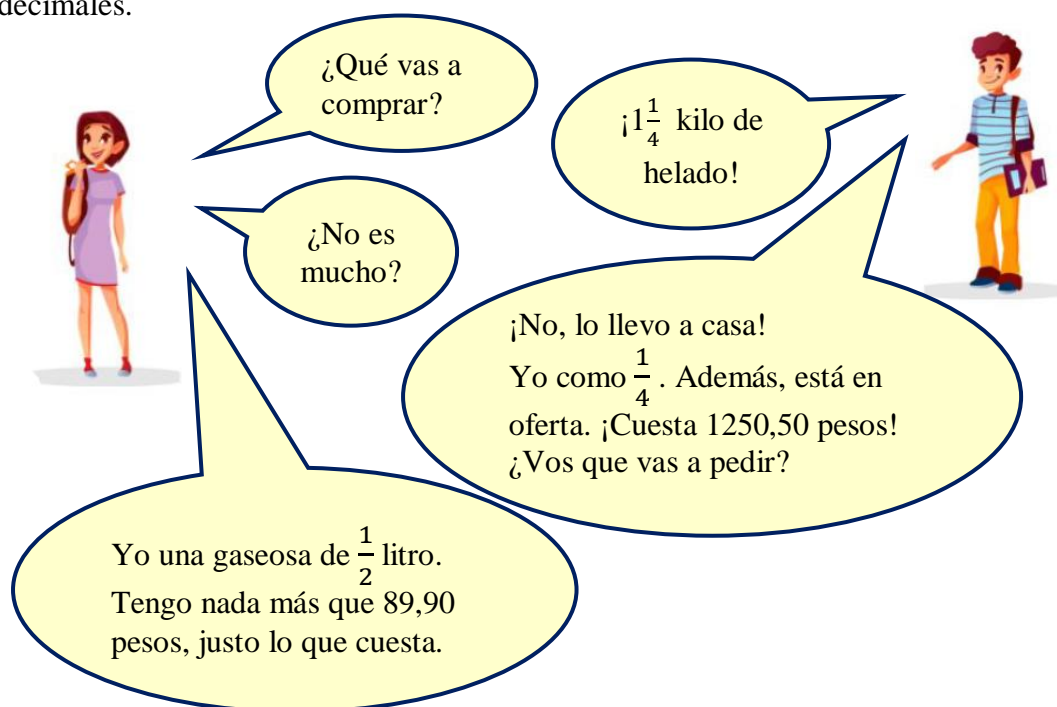 decimales.
¿Qué vas a
comprar?
¡1 1/4 kilo de
helado!
¿No es
mucho?
¡No, lo llevo a casa!
Yo como 1/4 . Además, está en
oferta. ¡Cuesta 1250,50 pesos!
¿Vos que vas a pedir?
Yo una gaseosa de 1/2 litro.
Tengo nada más que 89,90
pesos, justo lo que cuesta.